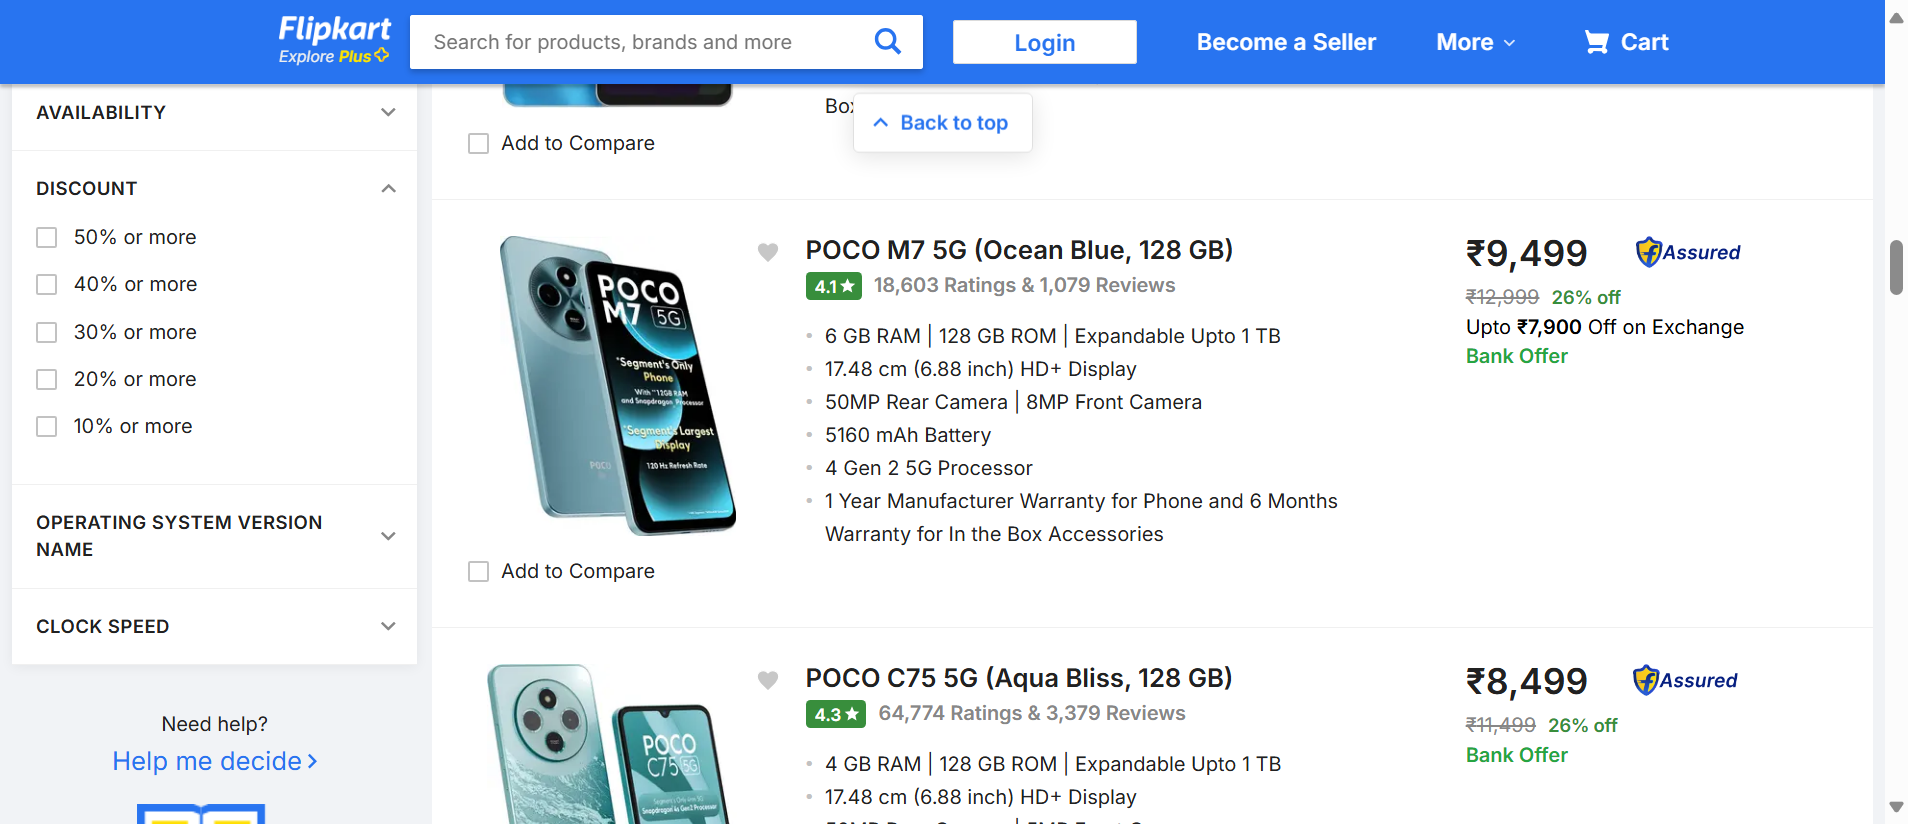 Flipkart
Explore Plus
Search for products, brands and more
Login
Become a Seller
More
Cart
AVAILABILITY
DISCOUNT
50% or more
40% or more
30% or more
20% or more
10% or more
OPERATING SYSTEM VERSION
NAME
CLOCK SPEED
Need help?
Help me decide
Box
Back to top
Add to Compare
POCO
M7 5G
"Segment's Only
Phone
With ~12GB RAM
and Snapdragon Processor
"Segment's Largest
Display
120 Hz Refresh Rate
POCO
Add to Compare
POCO M7 5G (Ocean Blue, 128 GB)
4.1★ 18,603 Ratings & 1,079 Reviews
6 GB RAM | 128 GB ROM | Expandable Upto 1 TB
17.48 cm (6.88 inch) HD+ Display
50MP Rear Camera | 8MP Front Camera
5160 mAh Battery
4 Gen 2 5G Processor
1 Year Manufacturer Warranty for Phone and 6 Months
Warranty for In the Box Accessories
₹9,499
Assured
₹12,999 26% off
Upto ₹7,900 Off on Exchange
Bank Offer
POCO
C75 5G
Segment's Only 5G
Snapdragon 4s Gen2 Processor
POCO C75 5G (Aqua Bliss, 128 GB)
4.3★ 64,774 Ratings & 3,379 Reviews
4 GB RAM | 128 GB ROM | Expandable Upto 1 TB
17.48 cm (6.88 inch) HD+ Display
₹8,499
Assured
₹11,499 26% off
Bank Offer